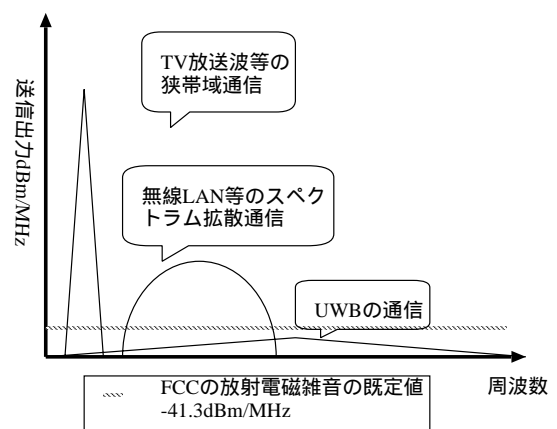 送信出力dBm/MHz
TV放送波等の
狭帯域通信
無線LAN等のスペク
トラム拡散通信
UWBの通信
周波数
FCCの放射電磁雑音の既定値
-41.3dBm/MHz